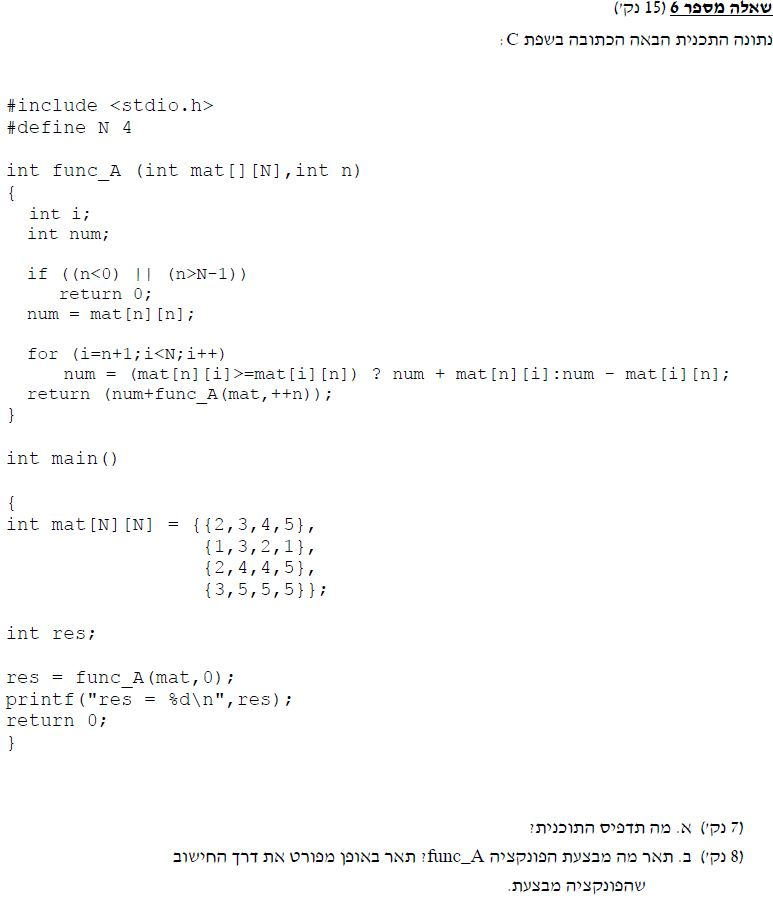 שאלה מספר 6 (15 נק')
נתונה התכנית הבאה הכתובה בשפת C:
#include <stdio.h>
#define N 4
int func_A (int mat[][N],int n)
{
int i;
int num;
if ((n<0) || (n>N-1))
return 0;
num = mat[n][n];
for (i=n+1;i<N;i++)
num = (mat[n][i]>=mat[i][n]) ? num + mat[n][i]:num - mat[i][n];
return (num+func_A(mat,++n));
}
int main()
{
int mat[N][N] = {{2,3,4,5},
{1,3,2,1},
{2,4,4,5},
{3,5,5,5}};
int res;
res = func_A(mat,0);
printf("res = %d\n",res);
return 0;
}
(7 נק') א. מה תדפיס התוכנית?
(8 נק') ב. תאר מה מבצעת הפונקציה func_A? תאר באופן מפורט את דרך החישוב
שהפונקציה מבצעת.